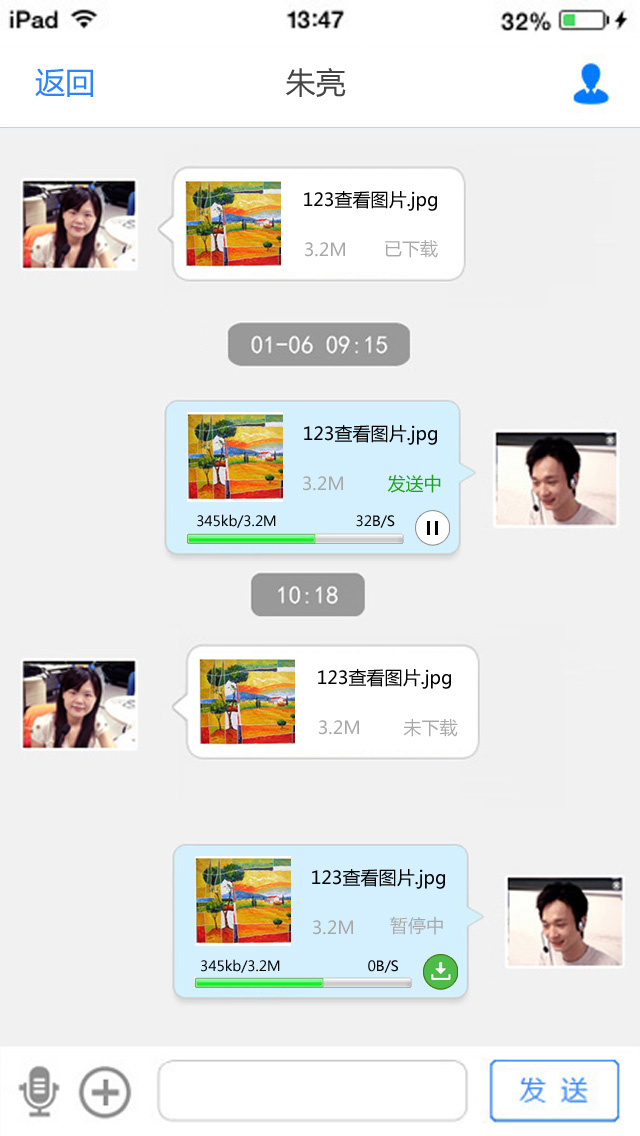 iPad 13:47 32%
返回 朱亮
123查看图片.jpg
3.2M 已下载
01-06 09:15
123查看图片.jpg
3.2M 发送中
345kb/3.2M 32B/S
10:18
123查看图片.jpg
3.2M 未下载
123查看图片.jpg
3.2M 暂停中
345kb/3.2M 0B/S
发 送